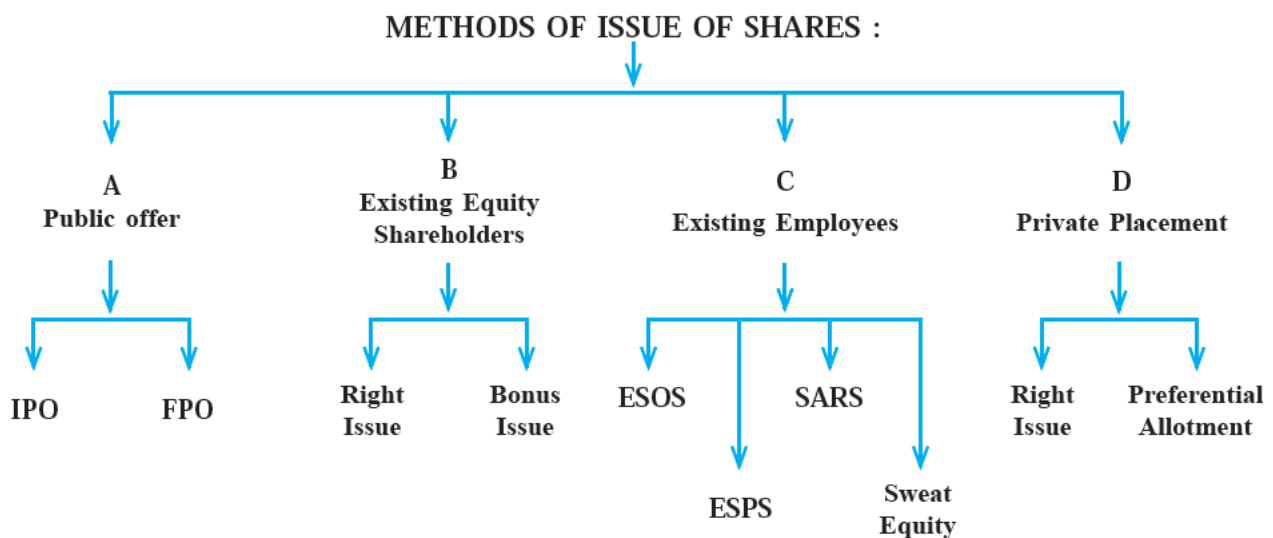 METHODS OF ISSUE OF SHARES :
A
Public offer
B
Existing Equity
Shareholders
C
Existing Employees
D
Private Placement
IPO
FPO
Right
Issue
Bonus
Issue
ESOS
ESPS
SARS
Sweat
Equity
Right
Issue
Preferential
Allotment